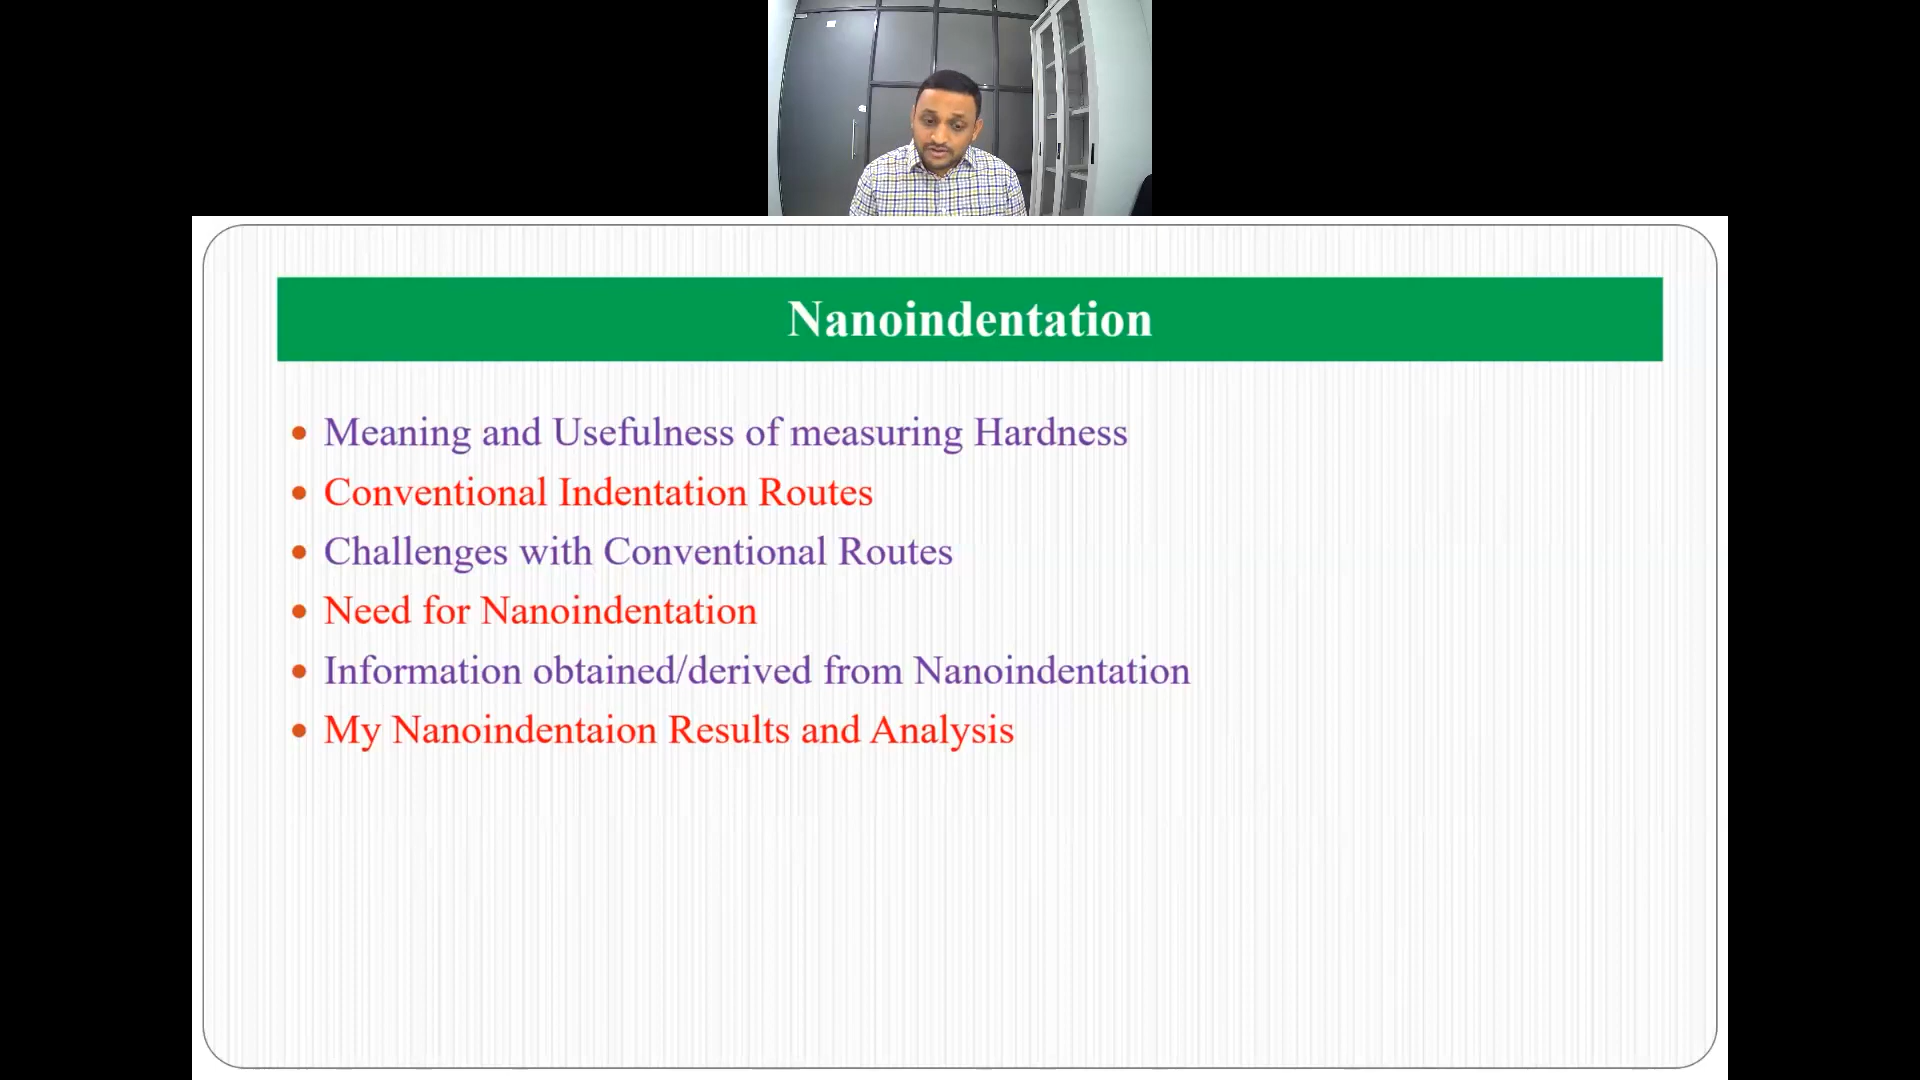 Nanoindentation
• Meaning and Usefulness of measuring Hardness
• Conventional Indentation Routes
• Challenges with Conventional Routes
• Need for Nanoindentation
• Information obtained/derived from Nanoindentation
• My Nanoindentaion Results and Analysis